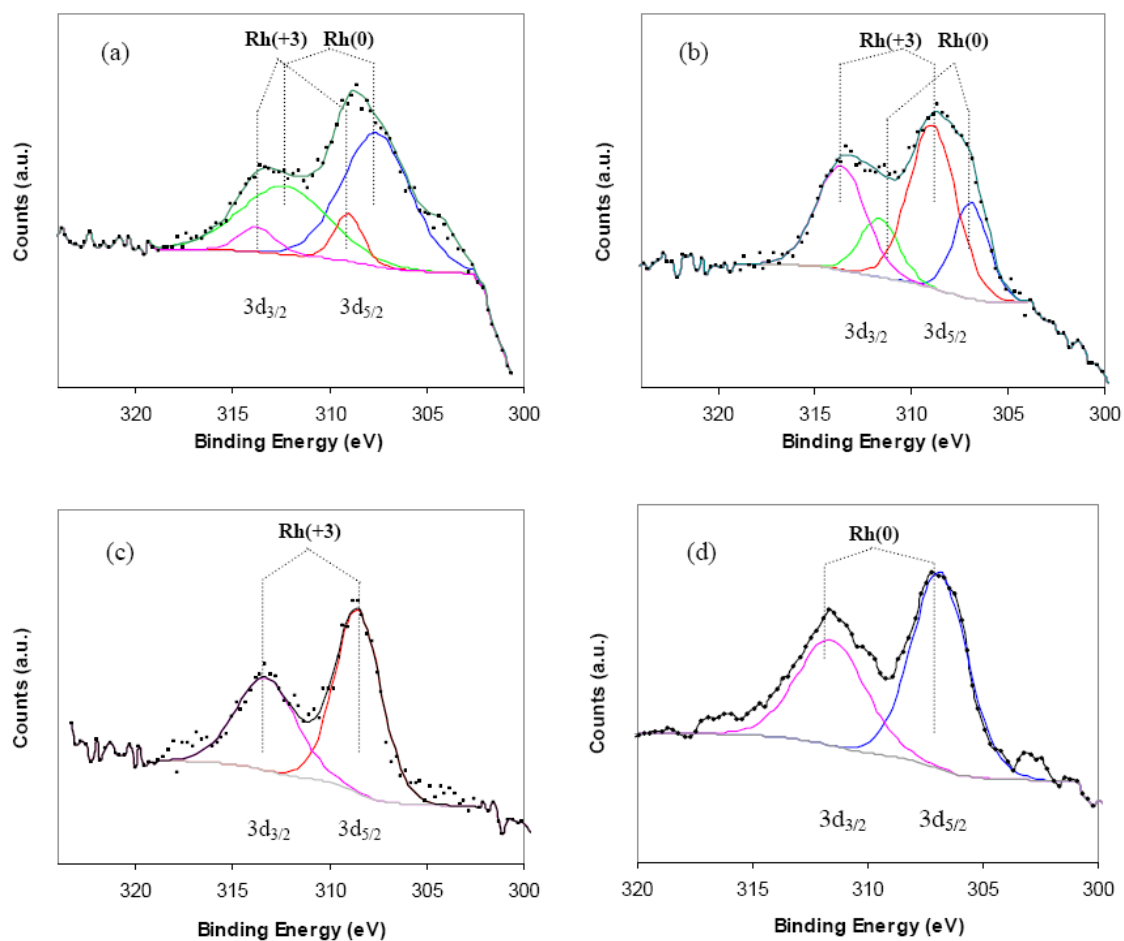 (a)
Rh(+3) Rh(0)
3d3/2 3d5/2
Counts (a.u.)
320 315 310 305 300
Binding Energy (eV)
(b)
Rh(+3) Rh(0)
3d3/2 3d5/2
Counts (a.u.)
320 315 310 305 300
Binding Energy (eV)
(c)
Rh(+3)
3d3/2 3d5/2
Counts (a.u.)
320 315 310 305 300
Binding Energy (eV)
(d)
Rh(0)
3d3/2 3d5/2
Counts (a.u.)
320 315 310 305 300
Binding Energy (eV)